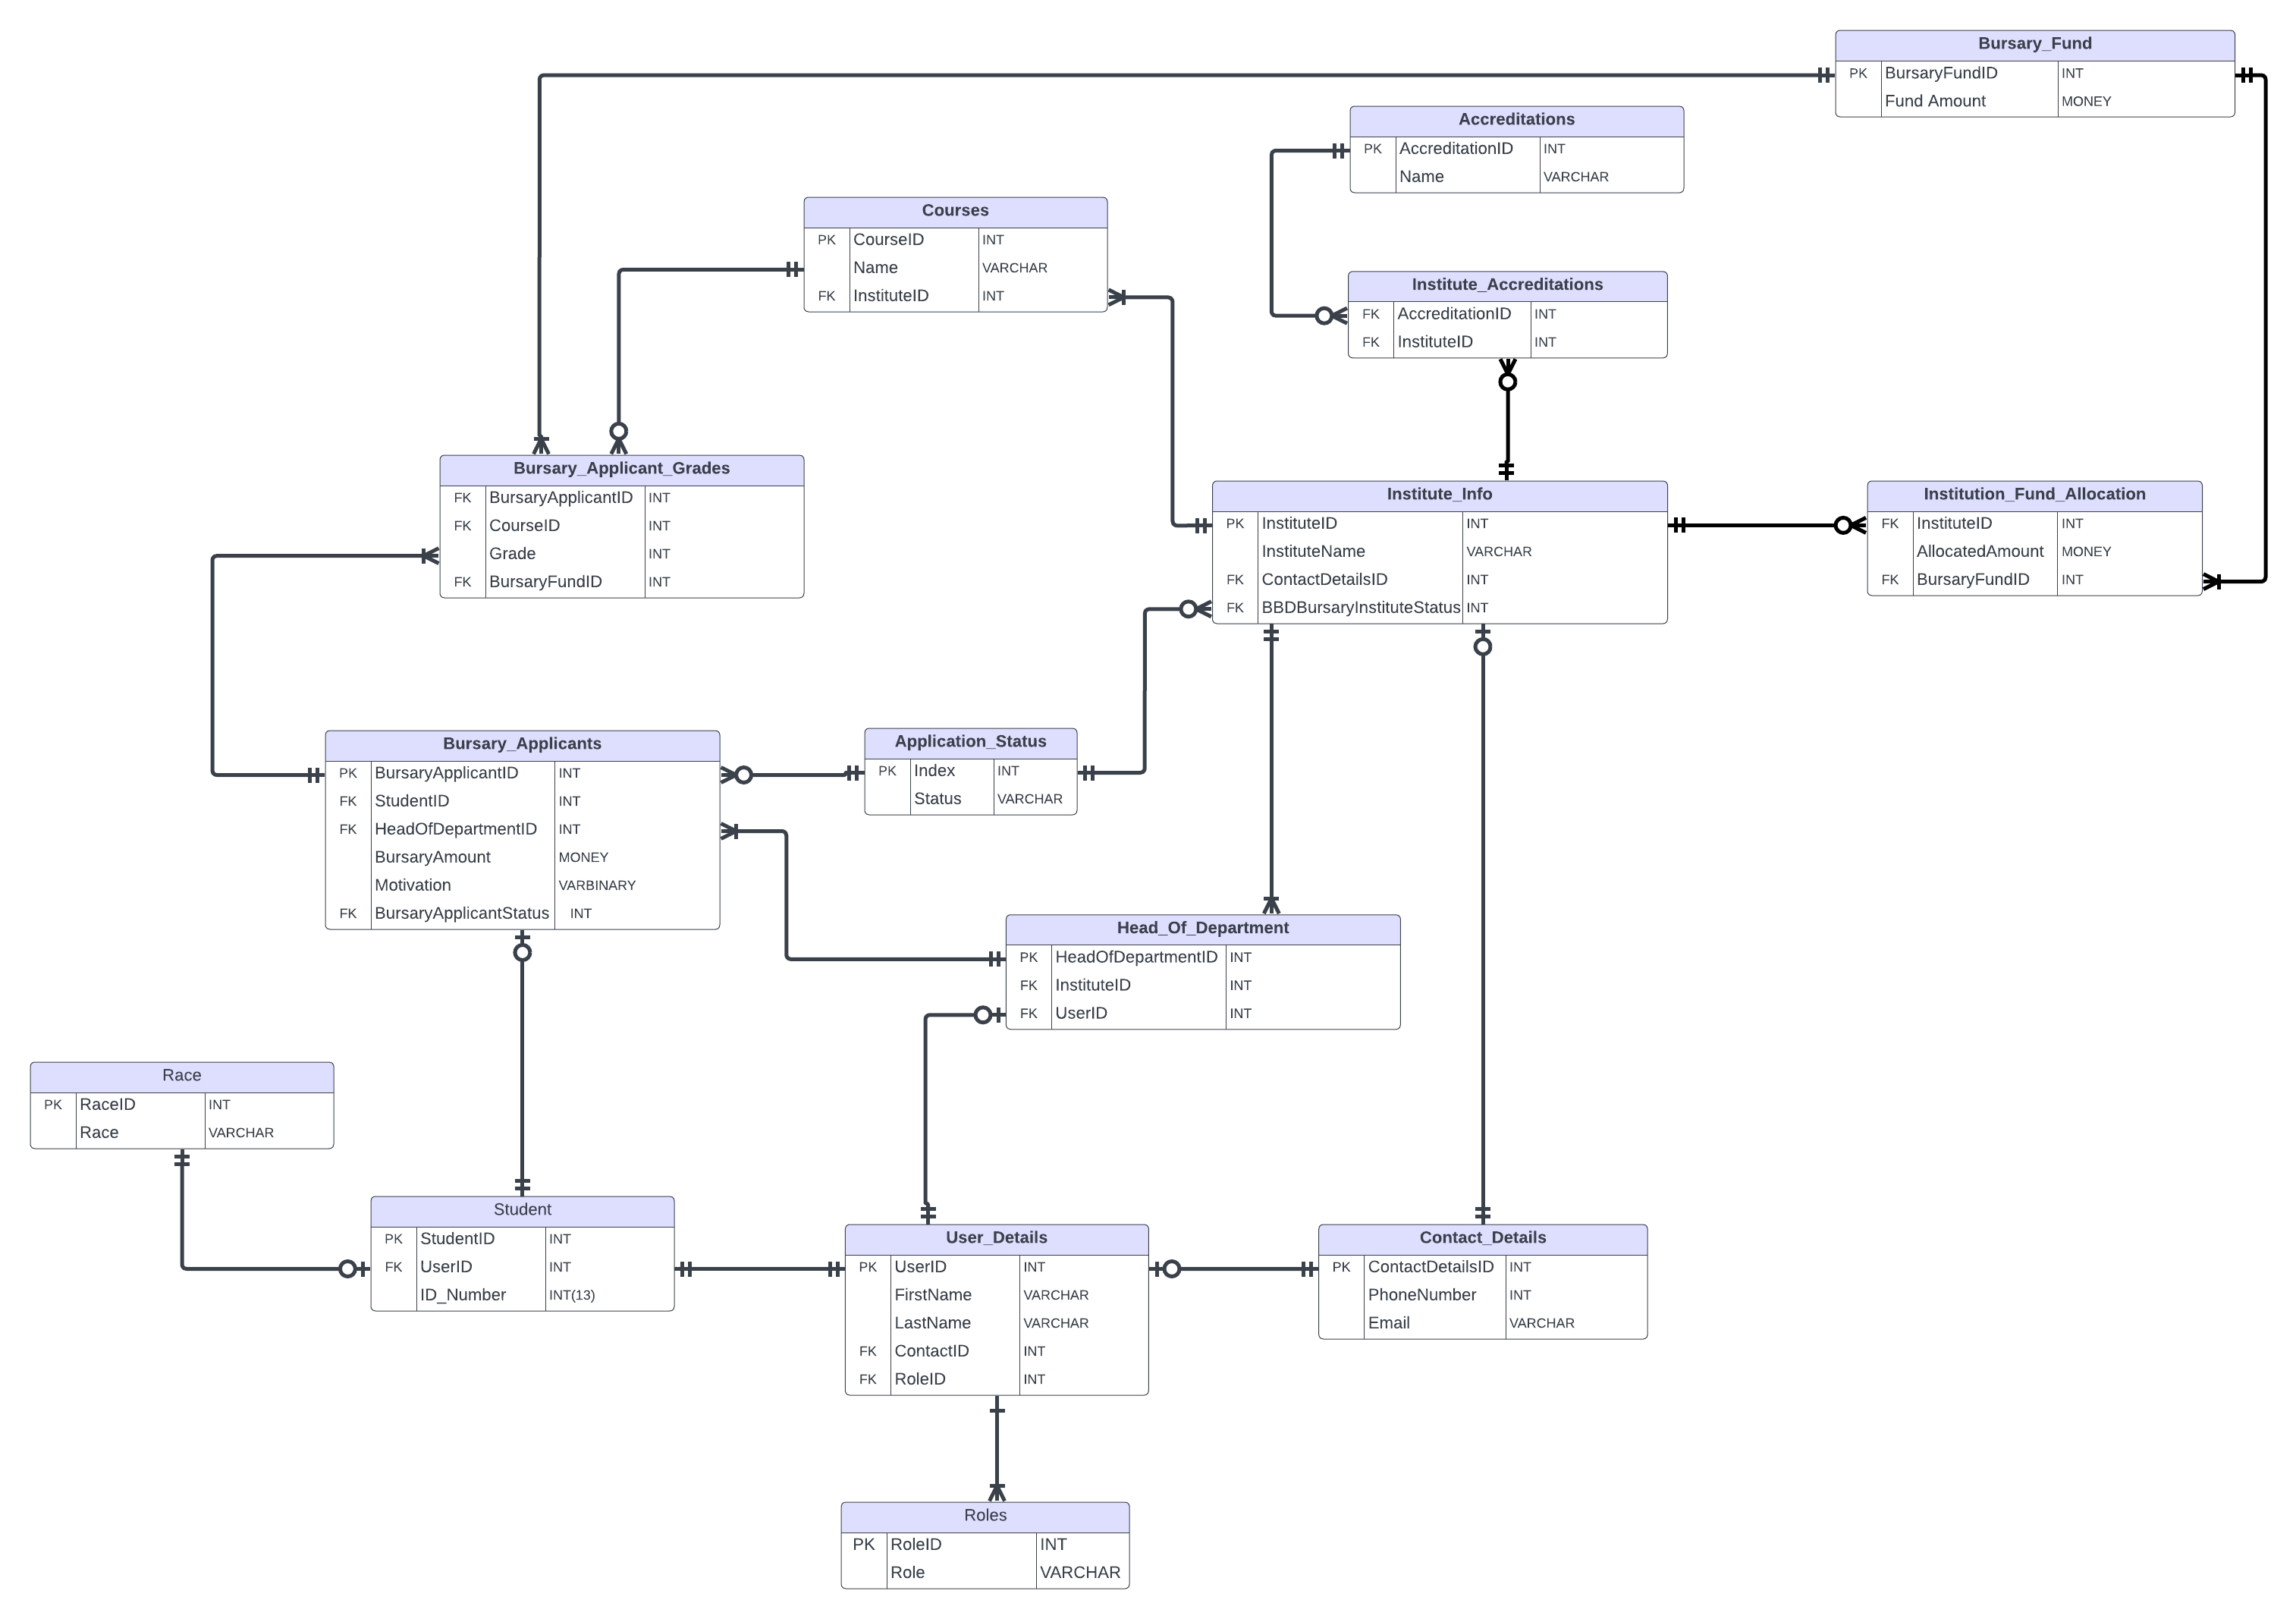 Bursary_Fund
PK BursaryFundID INT
Fund Amount MONEY
Accreditations
PK AccreditationID INT
Name VARCHAR
Courses
PK CourseID INT
Name VARCHAR
FK InstituteID INT
Institute_Accreditations
FK AccreditationID INT
FK InstituteID INT
Bursary_Applicant_Grades
FK BursaryApplicantID INT
FK CourseID INT
Grade INT
FK BursaryFundID INT
Institute_Info
PK InstituteID INT
InstituteName VARCHAR
FK ContactDetailsID INT
FK BBDBursaryInstituteStatus INT
Institution_Fund_Allocation
FK InstituteID INT
AllocatedAmount MONEY
FK BursaryFundID INT
Bursary_Applicants
PK BursaryApplicantID INT
FK StudentID INT
FK HeadOfDepartmentID INT
BursaryAmount MONEY
Motivation VARBINARY
FK BursaryApplicantStatus INT
Application_Status
PK Index INT
Status VARCHAR
Head_Of_Department
PK HeadOfDepartmentID INT
FK InstituteID INT
FK UserID INT
Race
PK RaceID INT
Race VARCHAR
Student
PK StudentID INT
FK UserID INT
ID_Number INT(13)
User_Details
PK UserID INT
FirstName VARCHAR
LastName VARCHAR
FK ContactID INT
FK RoleID INT
Contact_Details
PK ContactDetailsID INT
PhoneNumber INT
Email VARCHAR
Roles
PK RoleID INT
Role VARCHAR